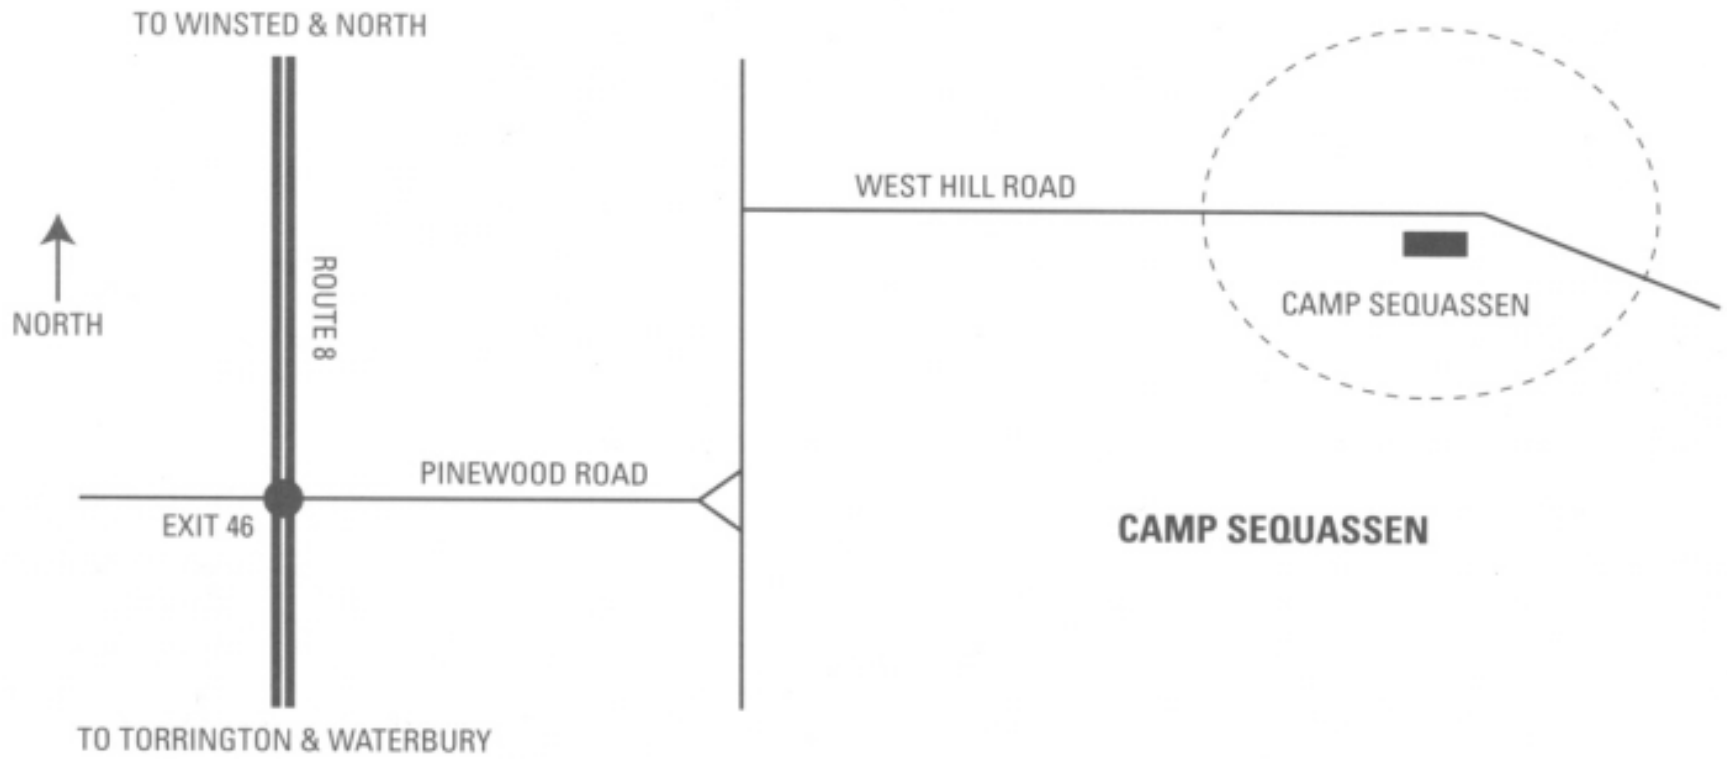 TO WINSTED & NORTH
WEST HILL ROAD
ROUTE 8
NORTH
CAMP SEQUASSEN
PINEWOOD ROAD
EXIT 46
CAMP SEQUASSEN
TO TORRINGTON & WATERBURY